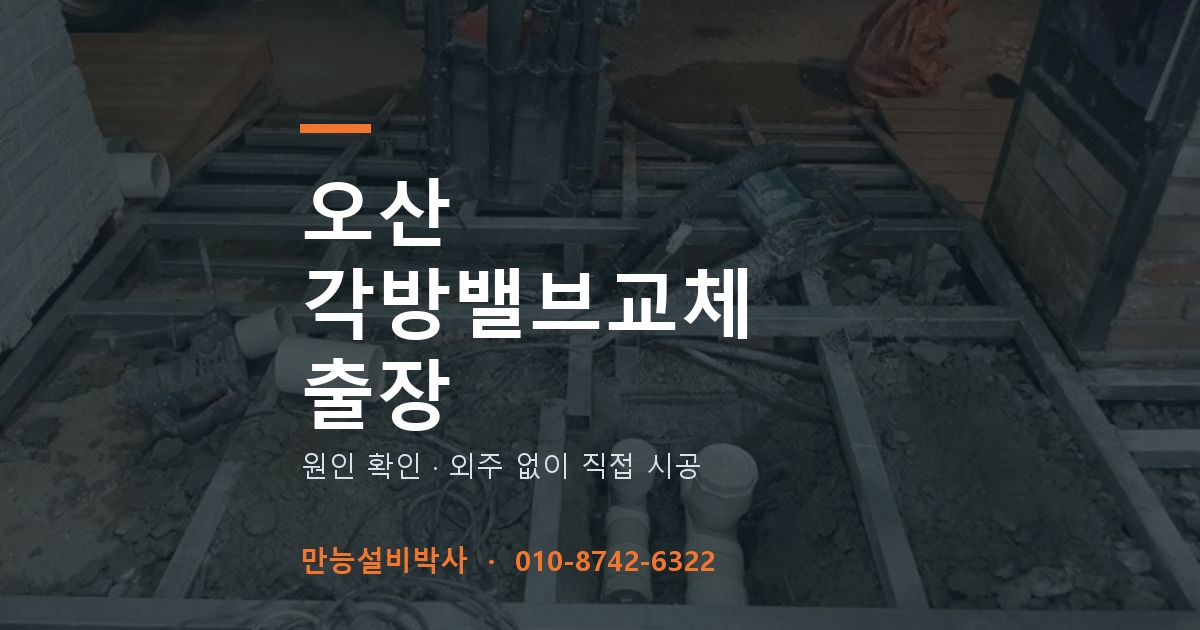 오산
각방밸브교체
출장
원인 확인 · 외주 없이 직접 시공
만능설비박사 · 010-8742-6322